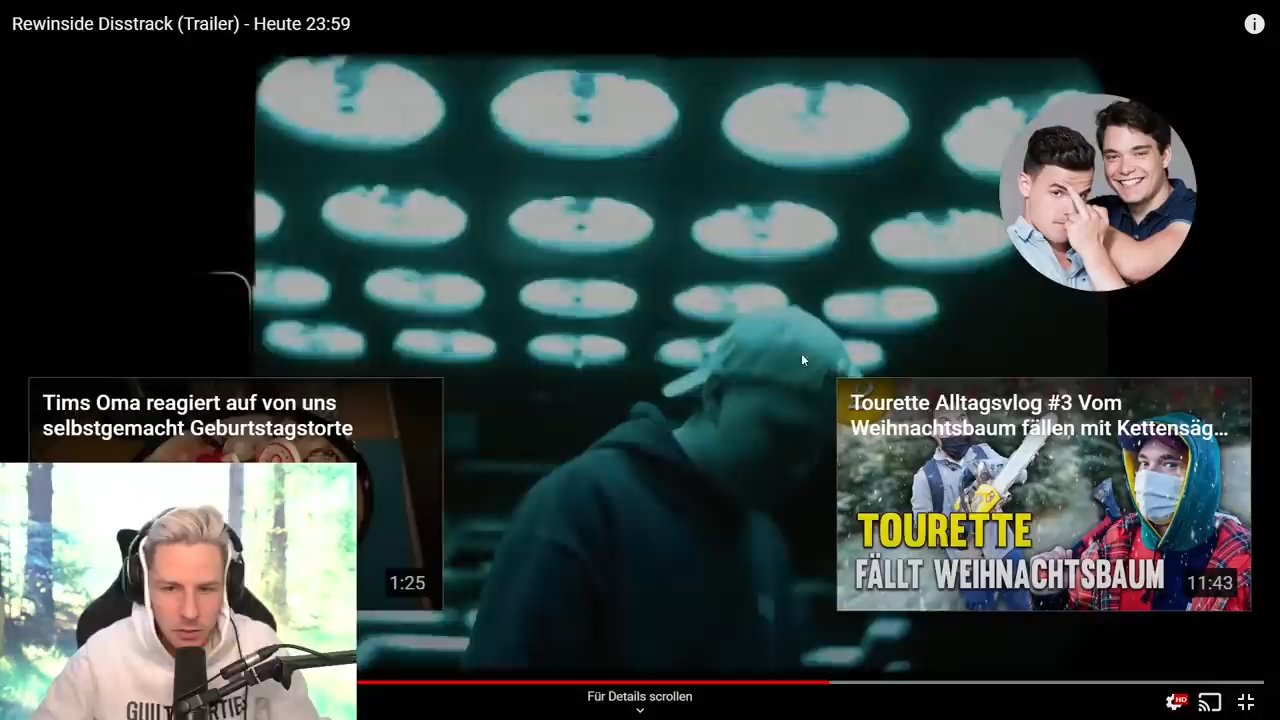 Rewinside Disstrack (Trailer) - Heute 23:59
Tims Oma reagiert auf von uns
selbstgemacht Geburtstagstorte
1:25
Tourette Alltagsvlog #3 Vom
Weihnachtsbaum fällen mit Kettensäg...
TOURETTE
FÄLLT WEIHNACHTSBAUM
11:43
Für Details scrollen
HD